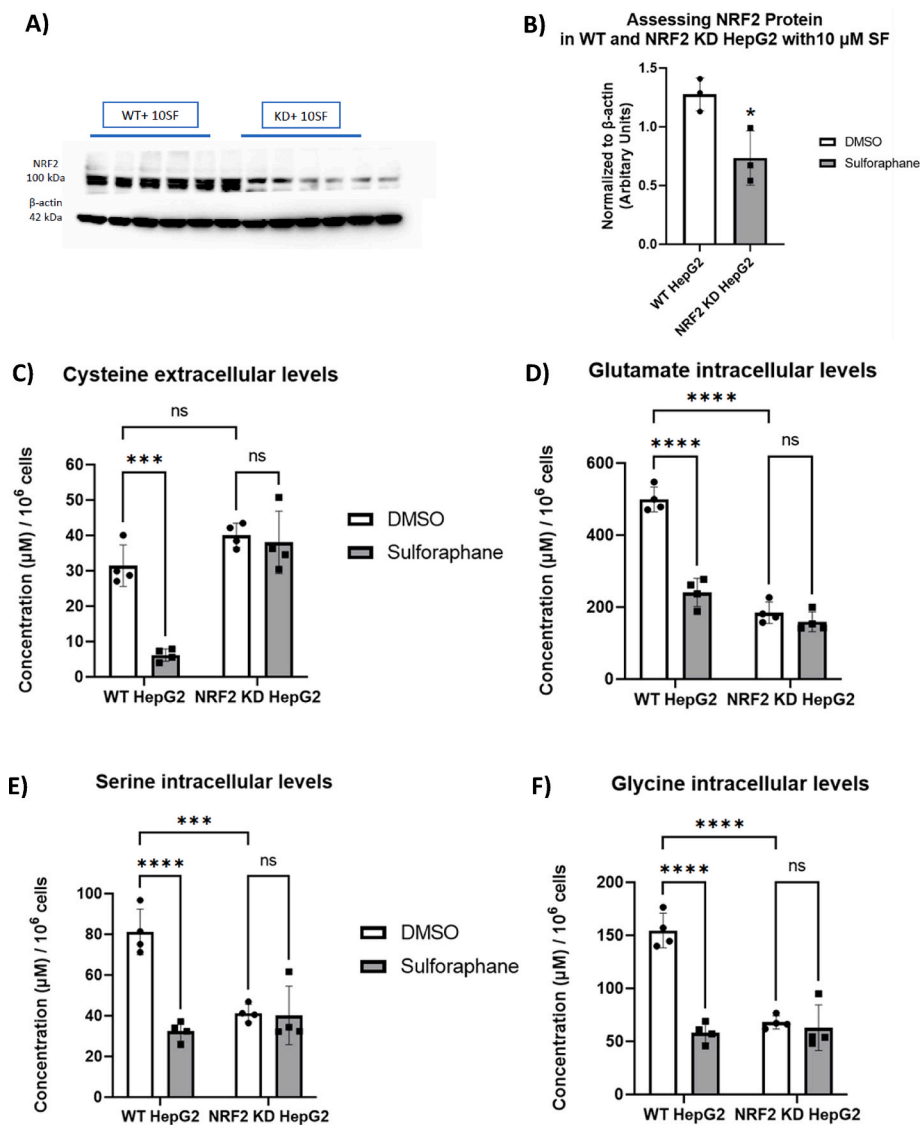 A)
WT+ 10SF
KD+ 10SF
NRF2
100 kDa
β-actin
42 kDa
B)
Assessing NRF2 Protein
in WT and NRF2 KD HepG2 with10 µM SF
Normalized to β-actin
(Arbitary Units)
1.5
1.0
0.5
0.0
*
WT HepG2
NRF2 KD HepG2
DMSO
Sulforaphane
C)
Cysteine extracellular levels
ns
***
ns
Concentration (µM) / 10⁶ cells
60
50
40
30
20
10
0
WT HepG2
NRF2 KD HepG2
DMSO
Sulforaphane
D)
Glutamate intracellular levels
****
****
ns
Concentration (µM) / 10⁶ cells
600
400
200
0
WT HepG2
NRF2 KD HepG2
E)
Serine intracellular levels
***
****
ns
Concentration (µM) / 10⁶ cells
100
80
60
40
20
0
WT HepG2
NRF2 KD HepG2
DMSO
Sulforaphane
F)
Glycine intracellular levels
****
****
ns
Concentration (µM) / 10⁶ cells
200
150
100
50
0
WT HepG2
NRF2 KD HepG2